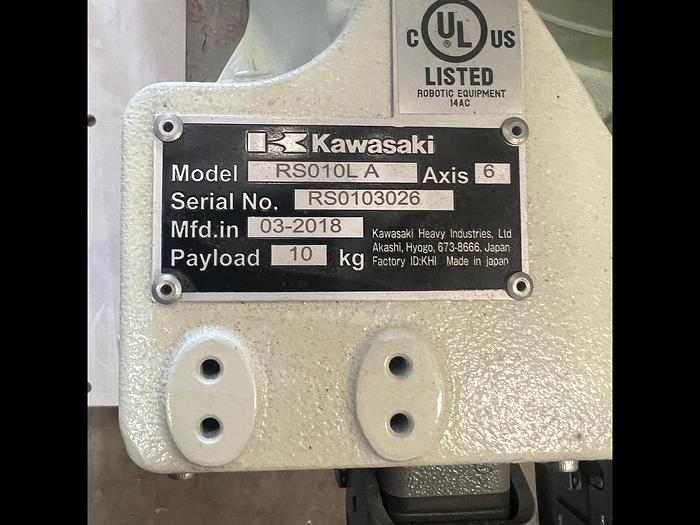 C UL ® US
LISTED
ROBOTIC EQUIPMENT
14AC
Kawasaki
Model RS010L A Axis 6
Serial No. RS0103026
Mfd.in 03-2018
Payload 10 kg
Kawasaki Heavy Industries, Ltd
Akashi, Hyogo, 673-8666, Japan
Factory ID:KHI Made in japan